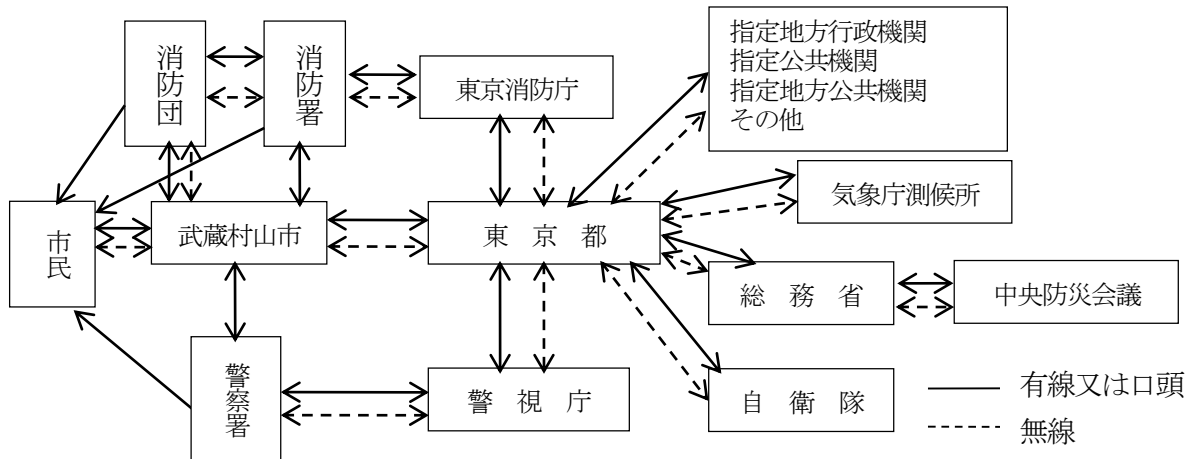 消防団
消防署
東京消防庁
指定地方行政機関
指定公共機関
指定地方公共機関
その他
気象庁測候所
市民
武蔵村山市
東京都
総務省
中央防災会議
警察署
警視庁
自衛隊
有線又は口頭
無線